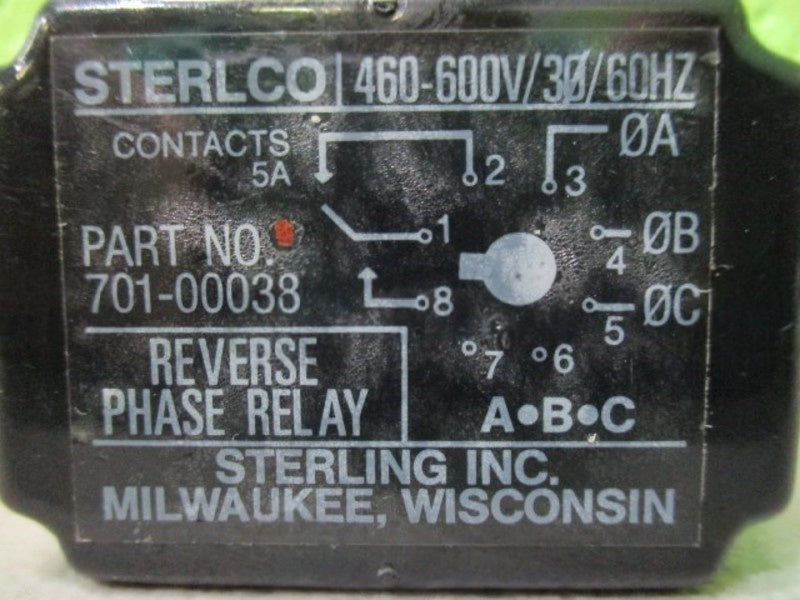 STERLCO | 460-600V/3Ø/60HZ
CONTACTS
5A
2
3
ØA
PART NO.
701-00038
1
4
ØB
8
5
ØC
7
6
REVERSE
PHASE RELAY
A•B•C
STERLING INC.
MILWAUKEE, WISCONSIN